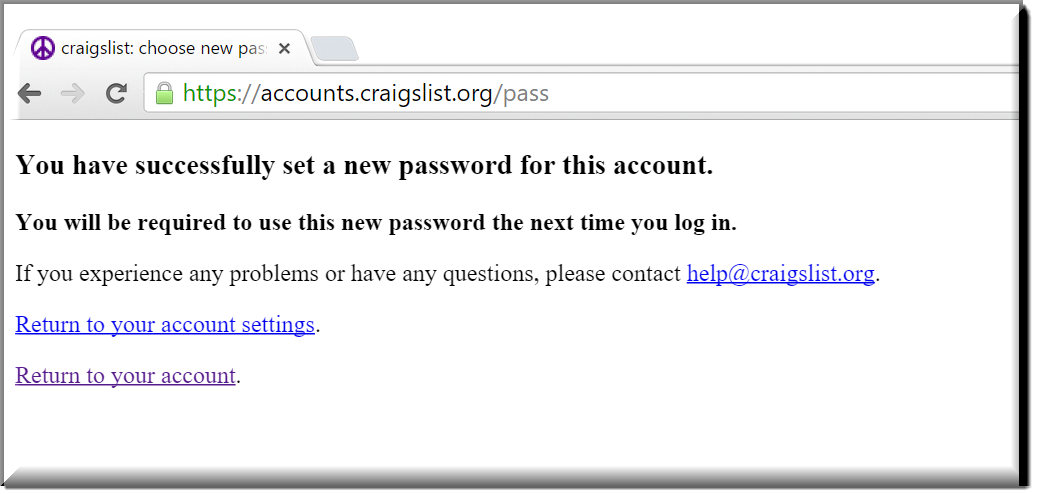 craigslist: choose new pas
https://accounts.craigslist.org/pass
You have successfully set a new password for this account.
You will be required to use this new password the next time you log in.
If you experience any problems or have any questions, please contact help@craigslist.org.
Return to your account settings.
Return to your account.